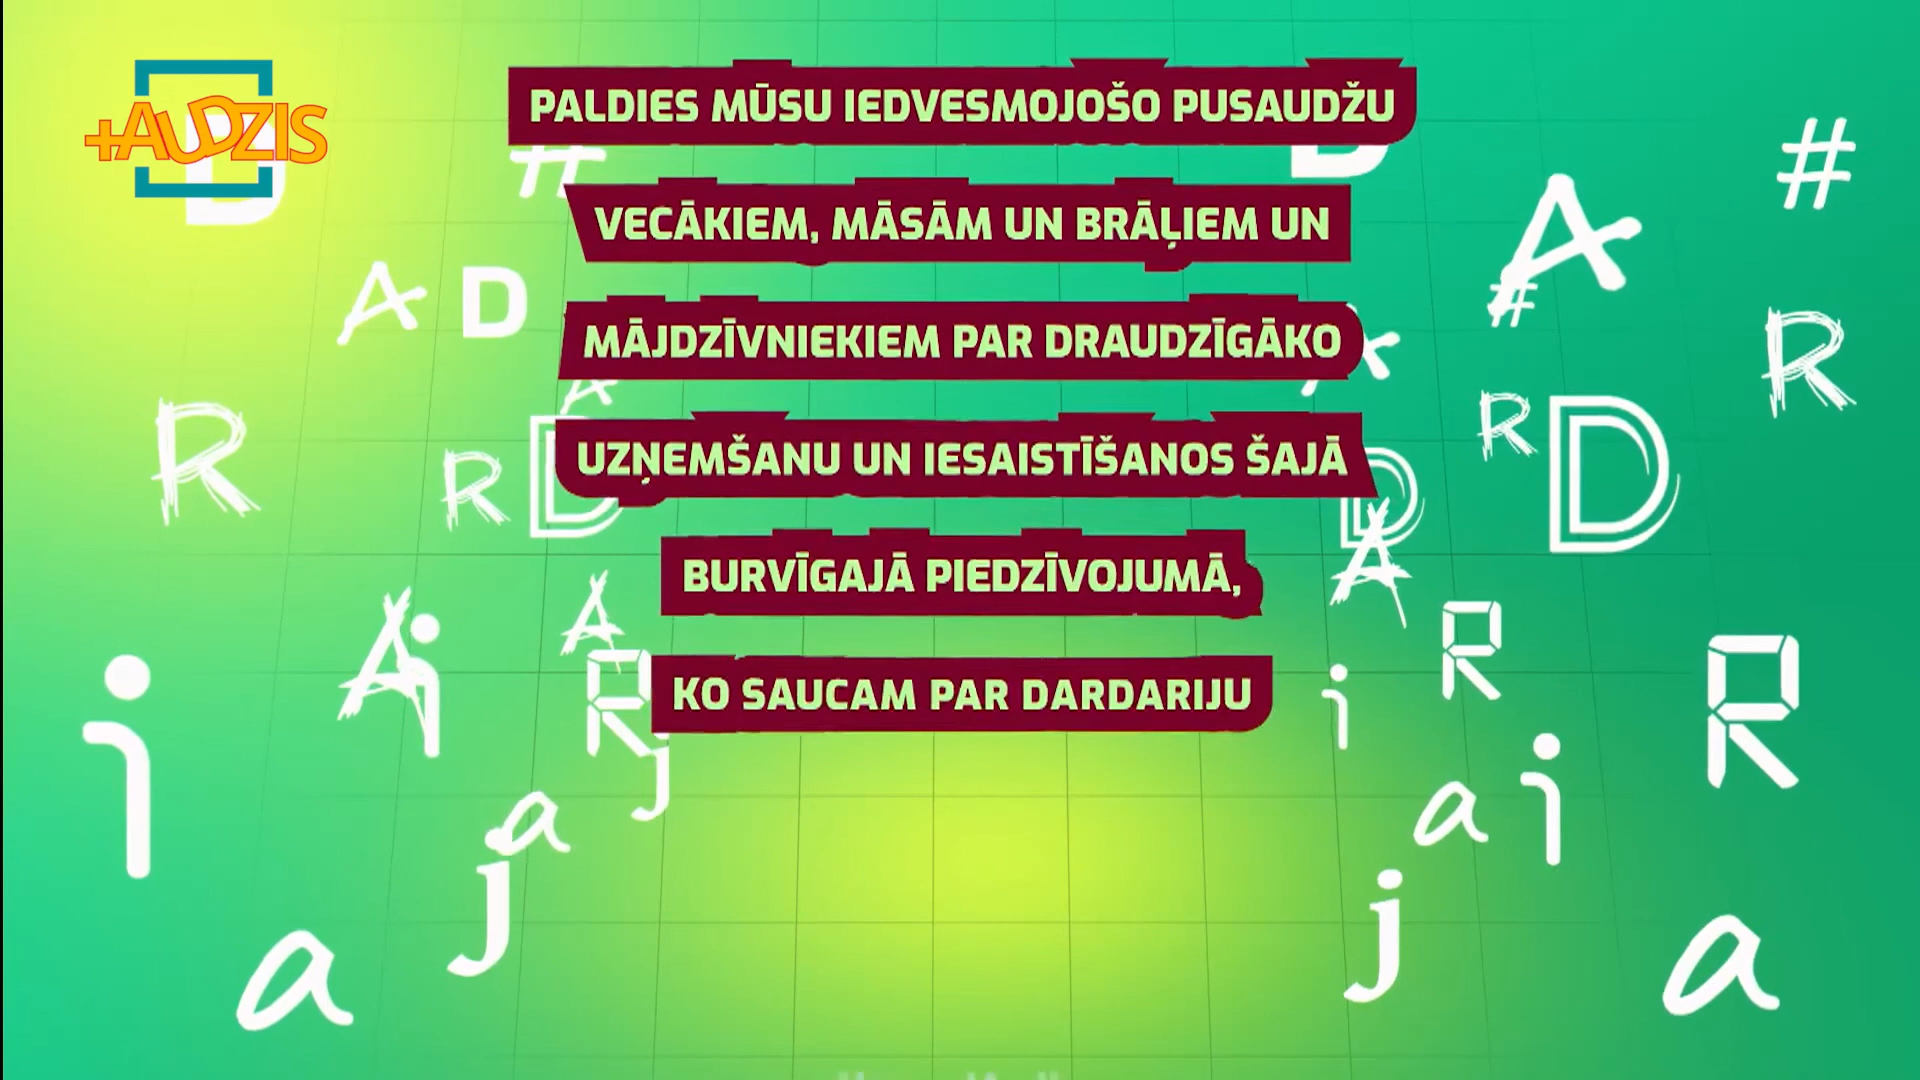 +AUDZIS
PALDIES MŪSU IEDVESMOJOŠO PUSAUDŽU
VECĀKIEM, MĀSĀM UN BRĀĻIEM UN
MĀJDZĪVNIEKIEM PAR DRAUDZĪGĀKO
UZŅEMŠANU UN IESAISTĪŠANOS ŠAJĀ
BURVĪGAJĀ PIEDZĪVOJUMĀ,
KO SAUCAM PAR DARDARIJU